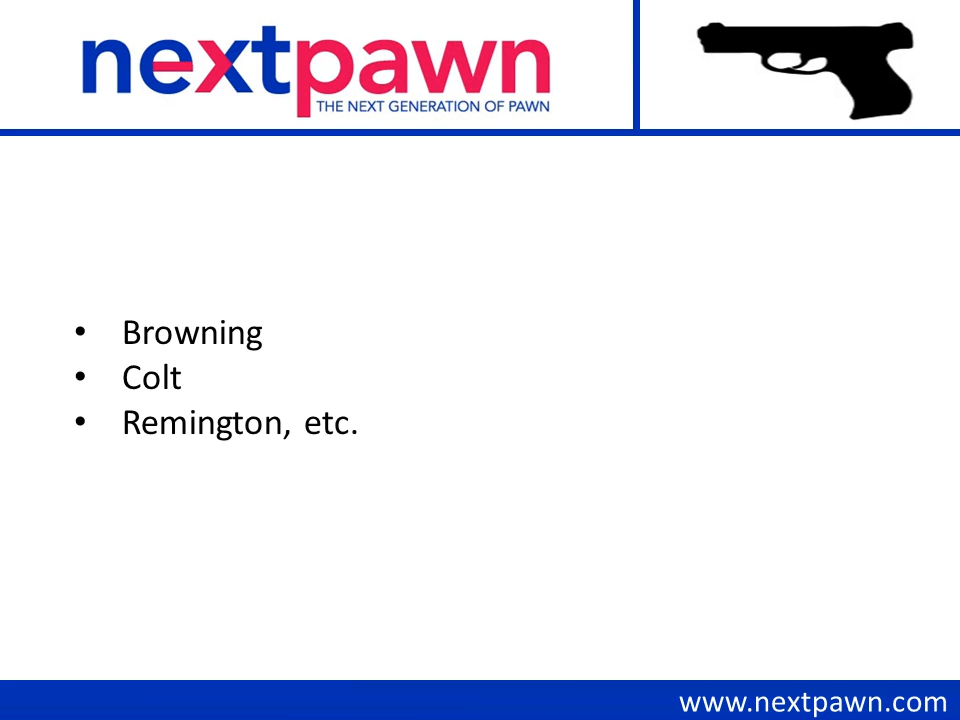 nextpawn
THE NEXT GENERATION OF PAWN
• Browning
• Colt
• Remington, etc.
www.nextpawn.com